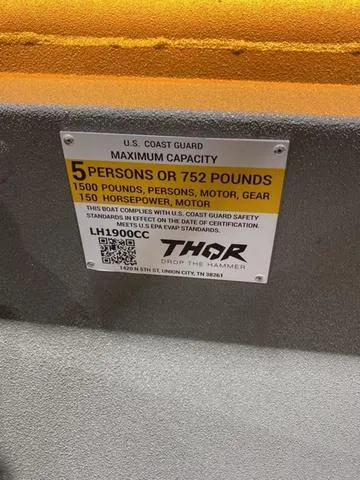 U.S. COAST GUARD
MAXIMUM CAPACITY
5 PERSONS OR 752 POUNDS
1500 POUNDS, PERSONS, MOTOR, GEAR
150 HORSEPOWER, MOTOR
THIS BOAT COMPLIES WITH U.S. COAST GUARD SAFETY
STANDARDS IN EFFECT ON THE DATE OF CERTIFICATION.
MEETS U.S EPA EVAP STANDARDS.
LH1900CC
THOR
DROP THE HAMMER
1420 N 5TH ST, UNION CITY, TN 38261